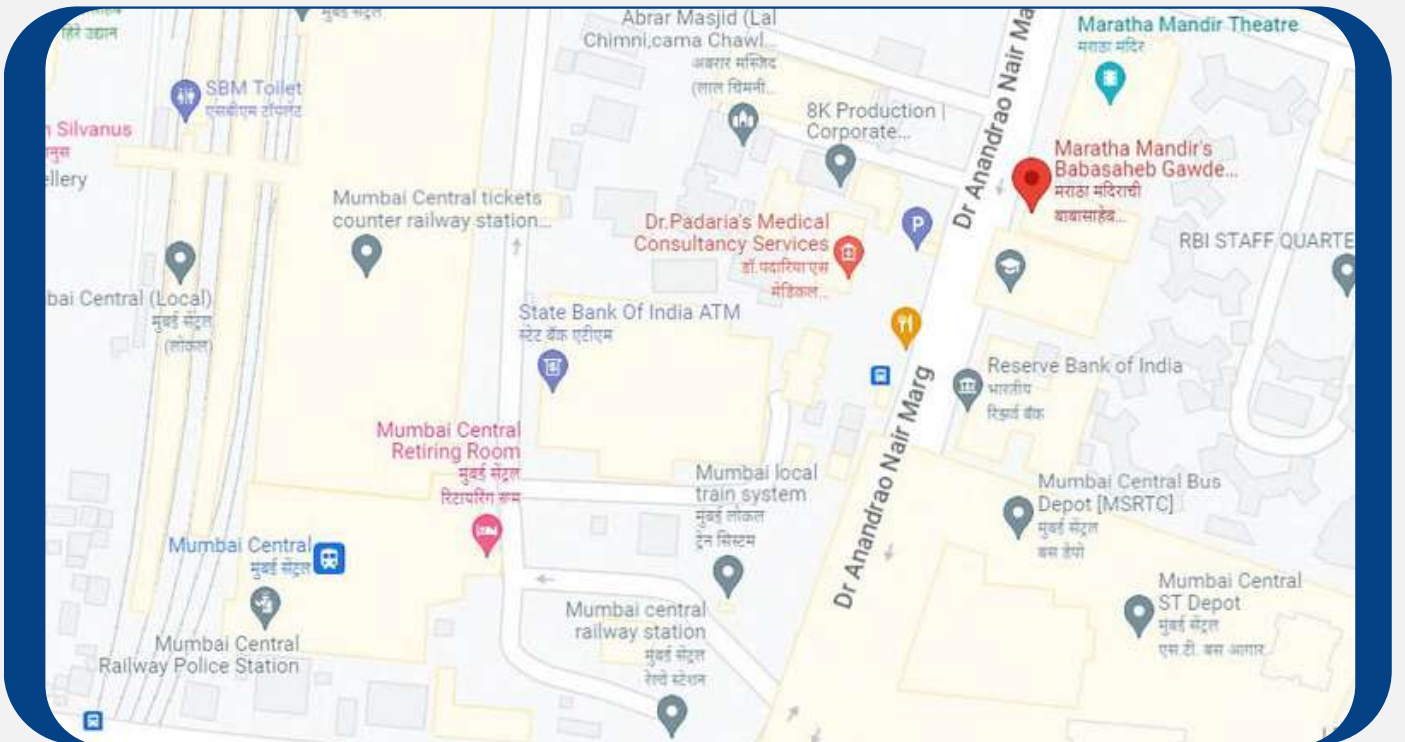 मुंबई सेंट्रल
हिरे उद्यान
SBM Toilet
एसबीएम टॉयलेट
Silvanus
नुस
ellery
Abrar Masjid (Lal
Chimni,cama Chawl...
अबरार मस्जिद
(लाल चिमनी...
8K Production |
Corporate...
Dr Anandrao Nair Ma
Maratha Mandir Theatre
मराठा मंदिर
Maratha Mandir's
Babasaheb Gawde...
मराठा मंदिराची
बाबासाहेब...
Mumbai Central tickets
counter railway station...
Dr.Padaria's Medical
Consultancy Services
डॉ.पदारिया'एस
मेडिकल...
P
RBI STAFF QUARTE
bai Central (Local)
मुंबई सेंट्रल
(लोकल)
State Bank Of India ATM
स्टेट बँक एटीएम
Reserve Bank of India
भारतीय
रिझर्व बँक
Dr Anandrao Nair Marg
Mumbai Central
Retiring Room
मुंबई सेंट्रल
रिटायरिंग रूम
Mumbai local
train system
मुंबई लोकल
ट्रेन सिस्टम
Mumbai Central Bus
Depot [MSRTC]
मुंबई सेंट्रल
बस डेपो
Mumbai Central
मुंबई सेंट्रल
Mumbai Central
Railway Police Station
Mumbai central
railway station
मुंबई सेंट्रल
रेल्वे स्टेशन
Mumbai Central
ST Depot
मुंबई सेंट्रल
एस.टी. बस आगार